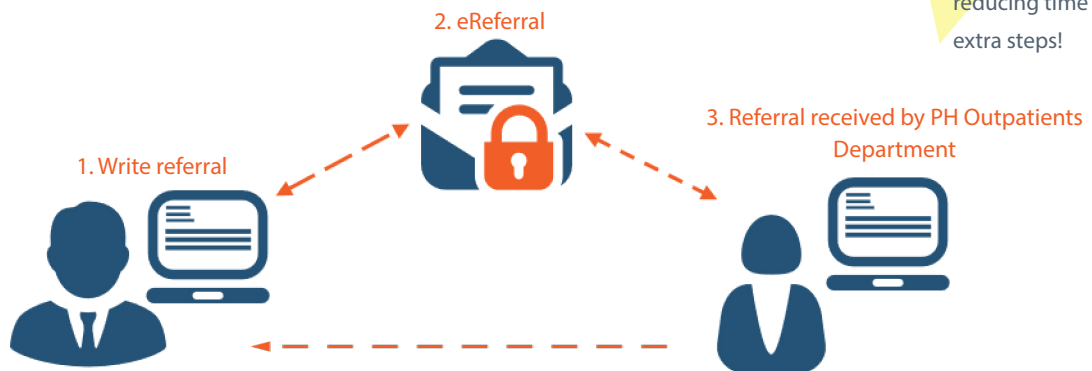 reducing time
extra steps!
2. eReferral
3. Referral received by PH Outpatients
Department
1. Write referral